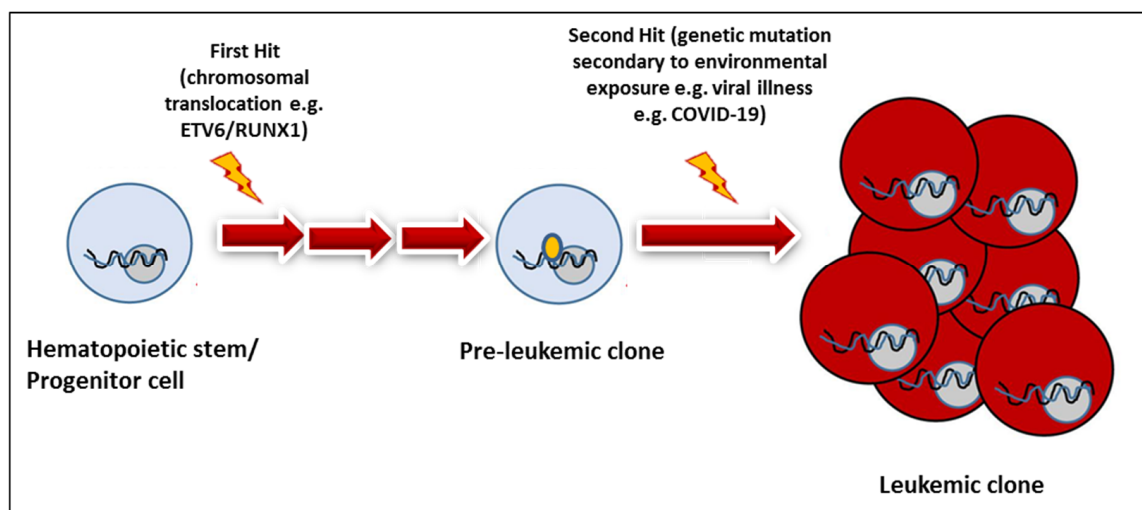 First Hit
(chromosomal
translocation e.g.
ETV6/RUNX1)
Second Hit (genetic mutation
secondary to environmental
exposure e.g. viral illness
e.g. COVID-19)
Hematopoietic stem/
Progenitor cell
Pre-leukemic clone
Leukemic clone